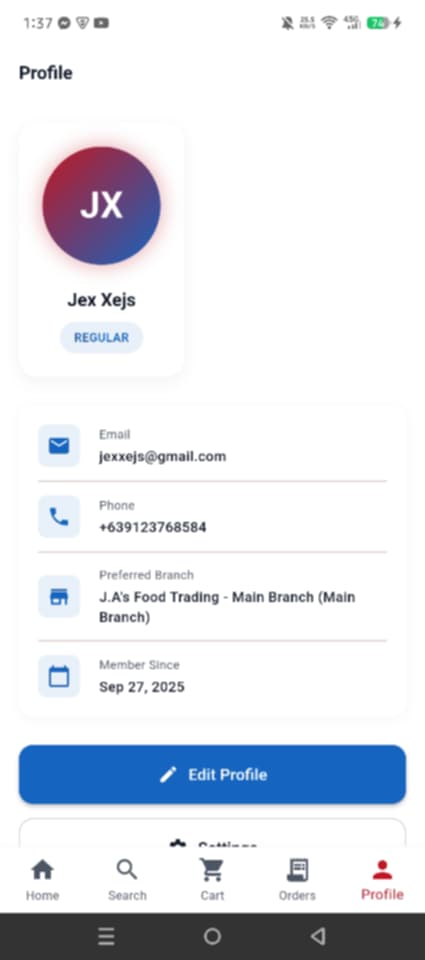 1:37
74
Profile
JX
Jex Xejs
REGULAR
Email
jexxejs@gmail.com
Phone
+639123768584
Preferred Branch
J.A's Food Trading - Main Branch (Main
Branch)
Member Since
Sep 27, 2025
Edit Profile
Settings
Home
Search
Cart
Orders
Profile